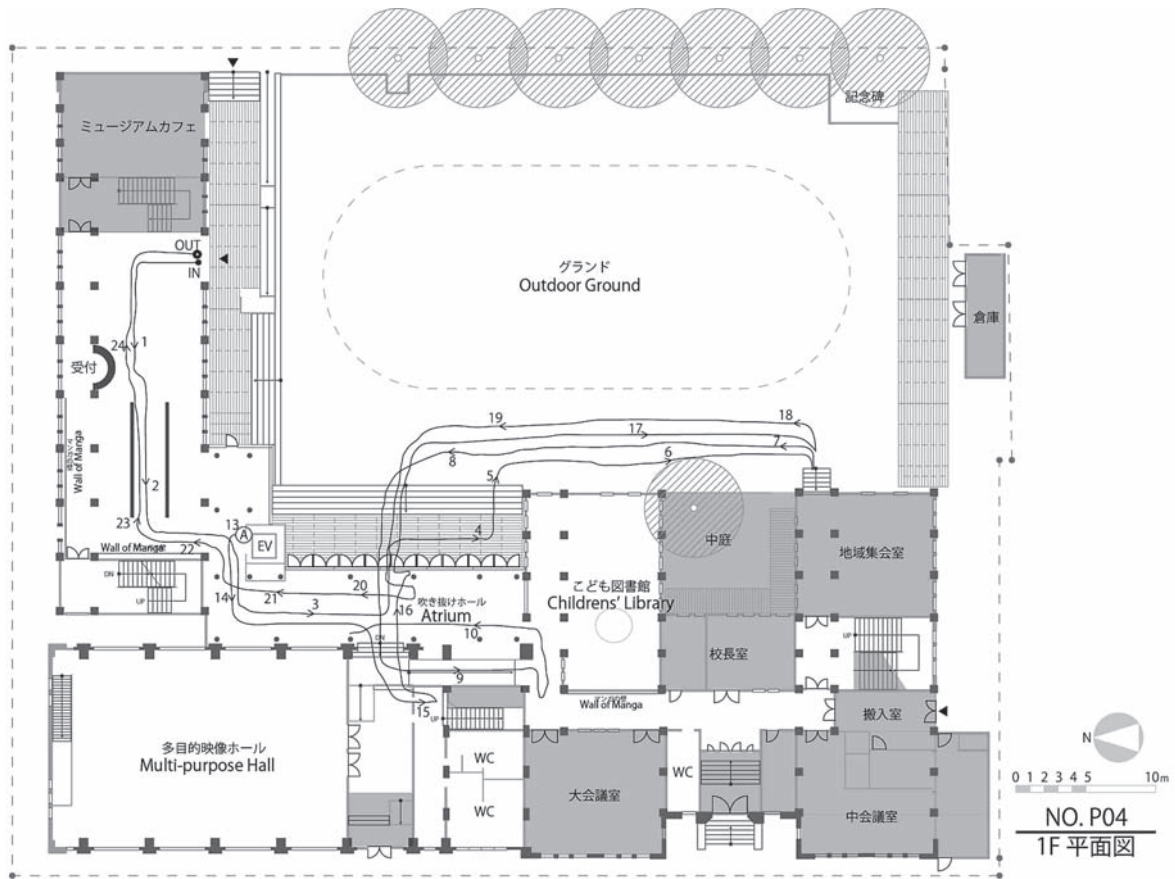 記念碑
ミュージアムカフェ
OUT
IN
グランド
Outdoor Ground
倉庫
1
24
受付
19
18
17
7
8
6
5
2
Wall of Manga
23
13
A
EV
4
22
Wall of Manga
中庭
地域集会室
こども図書館
Childrens' Library
DN
UP
14
21
20
3
吹き抜けホール
Atrium
16
10
DN
UP
校長室
9
15
UP
Wall of Manga
搬入室
多目的映像ホール
Multi-purpose Hall
WC
WC
大会議室
WC
中会議室
N
0 1 2 3 4 5 10m
NO. P04
1F 平面図